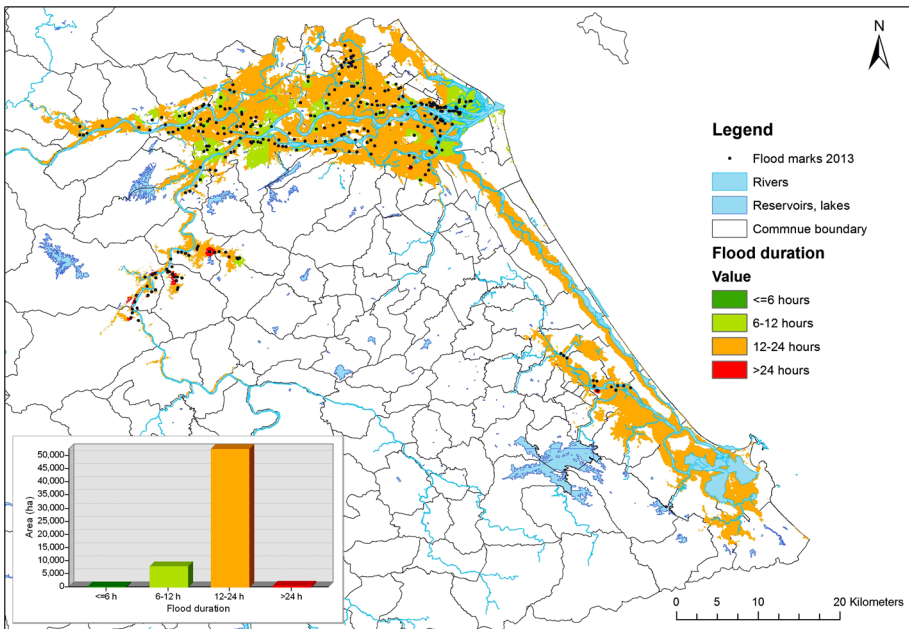 N
Legend
Flood marks 2013
Rivers
Reservoirs, lakes
Commnue boundary
Flood duration
Value
<=6 hours
6-12 hours
12-24 hours
>24 hours
50,000
45,000
40,000
35,000
30,000
25,000
20,000
15,000
10,000
5,000
0
Area (ha)
<=6 h
6-12 h
12-24 h
>24 h
Flood duration
0 5 10 20 Kilometers